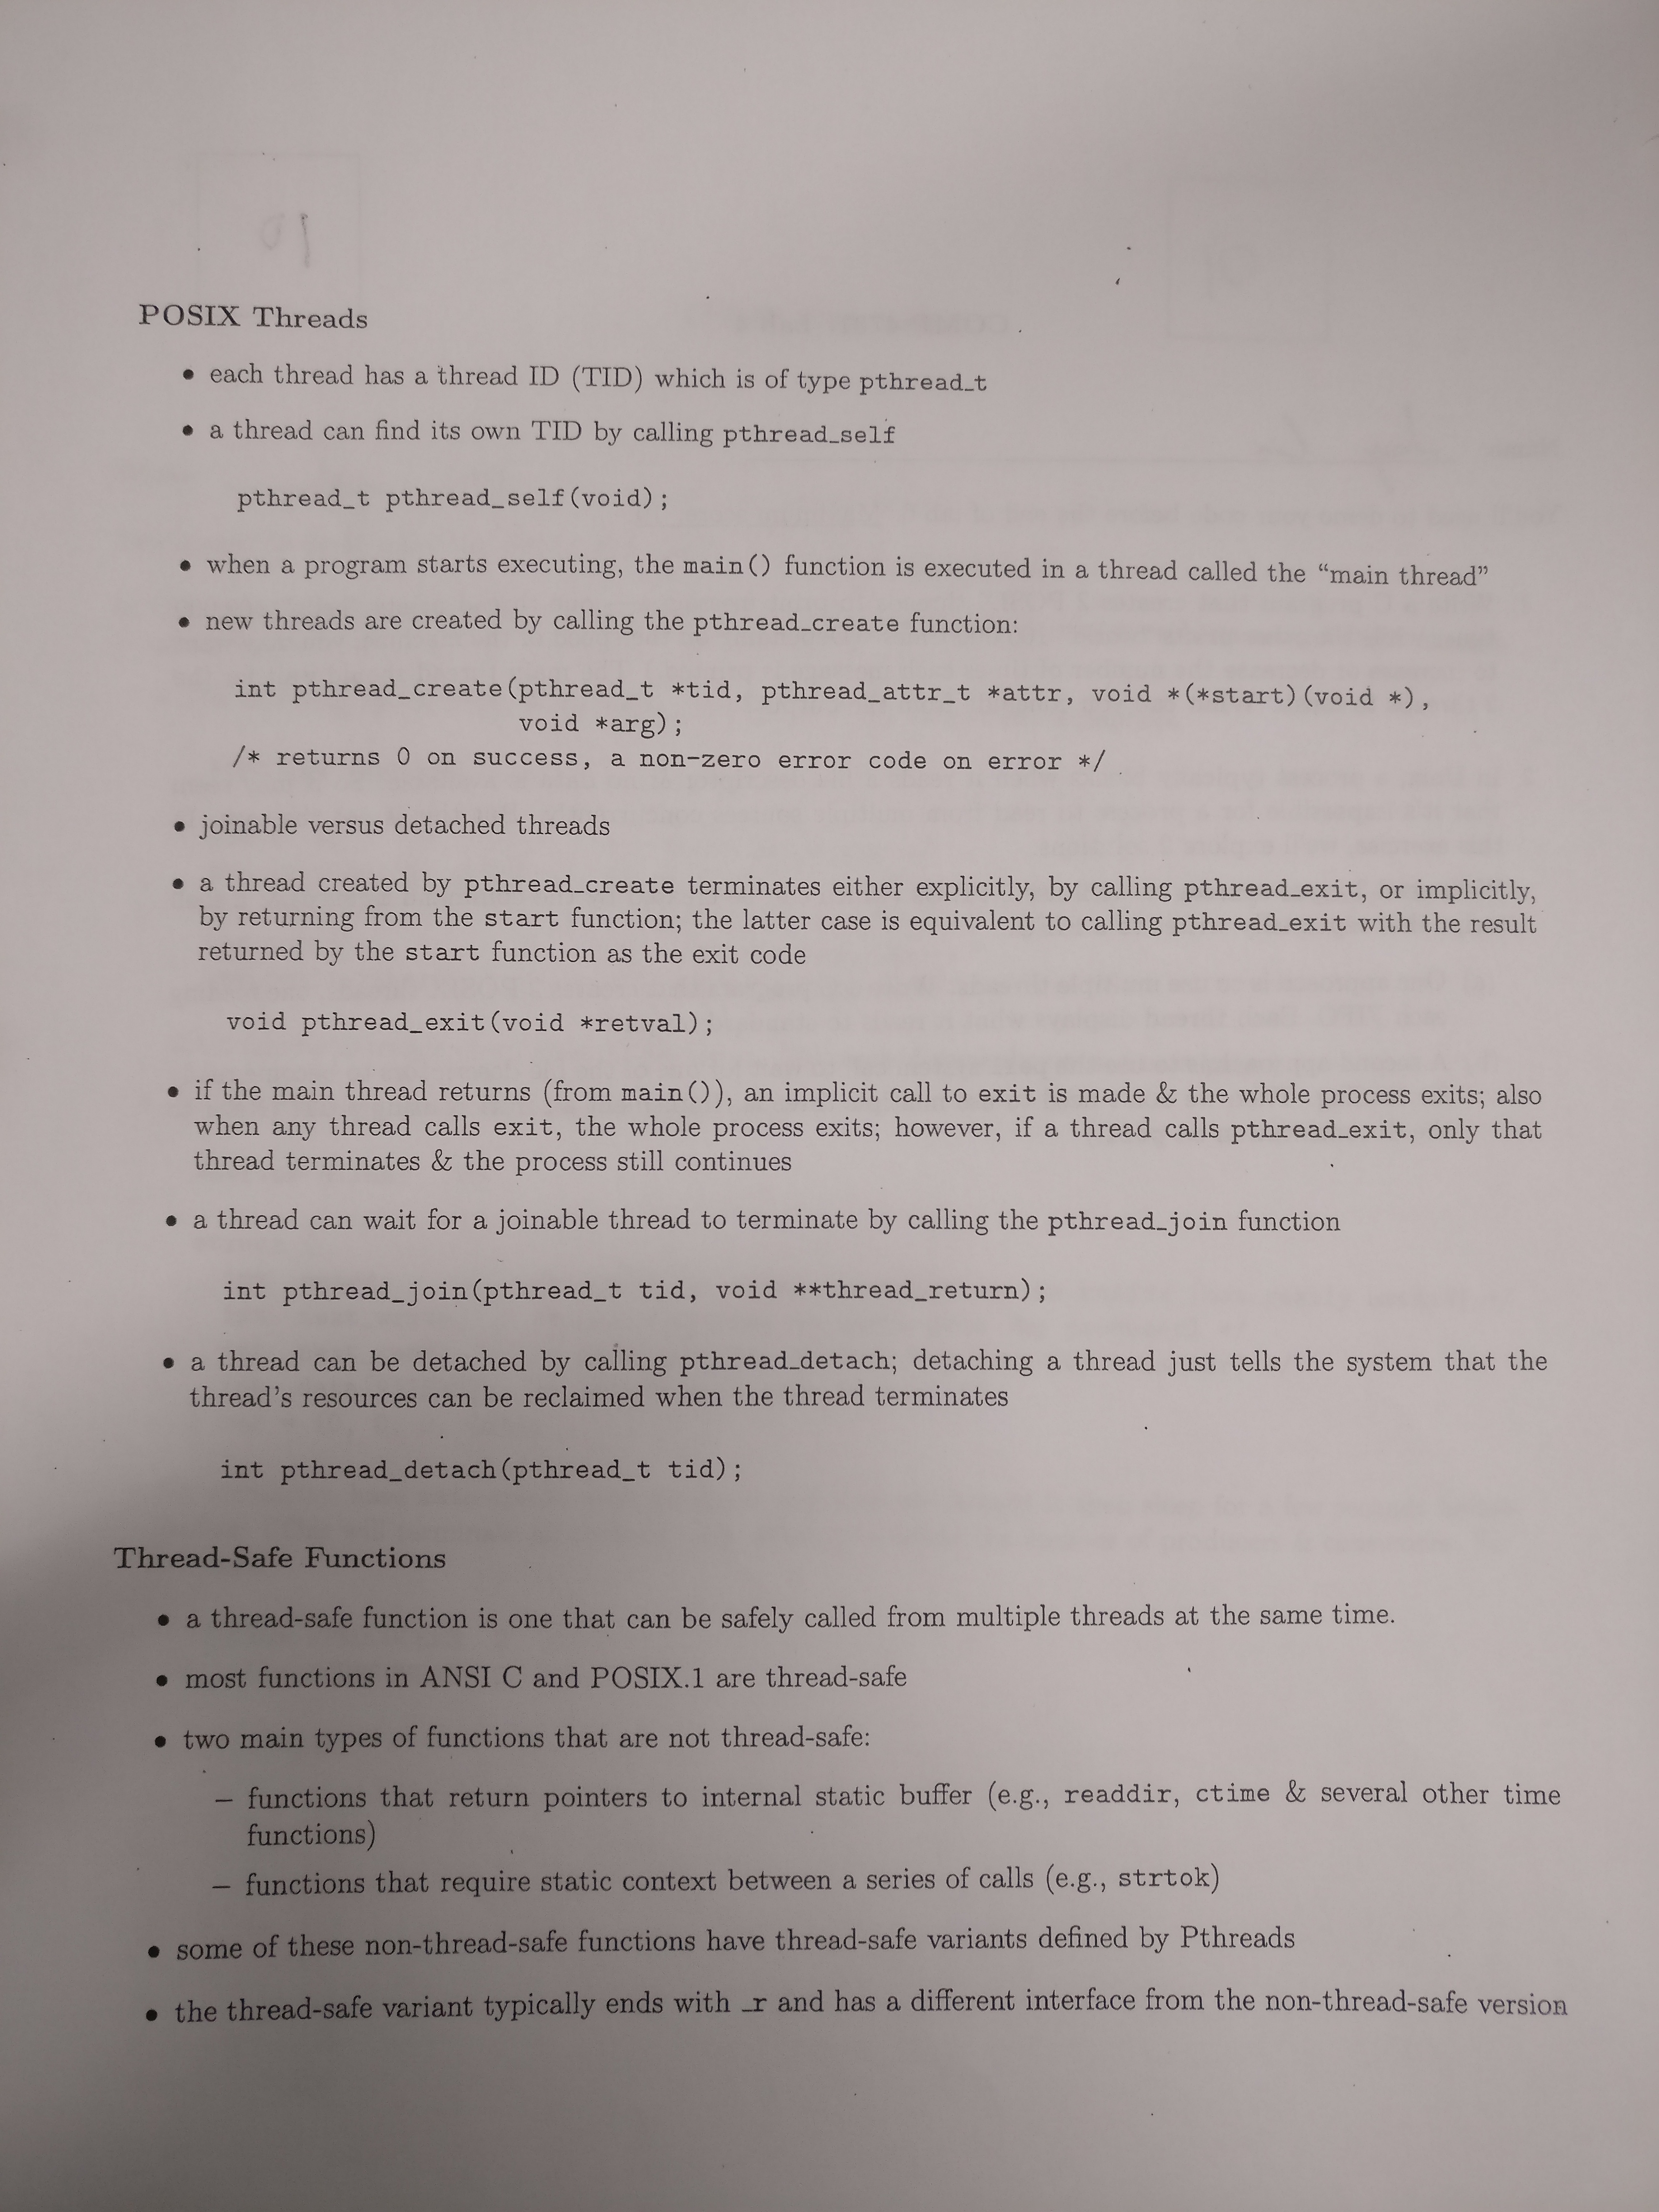 POSIX Threads
• each thread has a thread ID (TID) which is of type pthread_t
• a thread can find its own TID by calling pthread_self
pthread_t pthread_self(void);
• when a program starts executing, the main() function is executed in a thread called the “main thread”
• new threads are created by calling the pthread_create function:
int pthread_create(pthread_t *tid, pthread_attr_t *attr, void *(*start)(void *),
void *arg);
/* returns 0 on success, a non-zero error code on error */
• joinable versus detached threads
• a thread created by pthread_create terminates either explicitly, by calling pthread_exit, or implicitly,
by returning from the start function; the latter case is equivalent to calling pthread_exit with the result
returned by the start function as the exit code
void pthread_exit(void *retval);
• if the main thread returns (from main()), an implicit call to exit is made & the whole process exits; also
when any thread calls exit, the whole process exits; however, if a thread calls pthread_exit, only that
thread terminates & the process still continues
• a thread can wait for a joinable thread to terminate by calling the pthread_join function
int pthread_join(pthread_t tid, void **thread_return);
• a thread can be detached by calling pthread_detach; detaching a thread just tells the system that the
thread’s resources can be reclaimed when the thread terminates
int pthread_detach(pthread_t tid);
Thread-Safe Functions
• a thread-safe function is one that can be safely called from multiple threads at the same time.
• most functions in ANSI C and POSIX.1 are thread-safe
• two main types of functions that are not thread-safe:
– functions that return pointers to internal static buffer (e.g., readdir, ctime & several other time
functions)
– functions that require static context between a series of calls (e.g., strtok)
• some of these non-thread-safe functions have thread-safe variants defined by Pthreads
• the thread-safe variant typically ends with _r and has a different interface from the non-thread-safe version